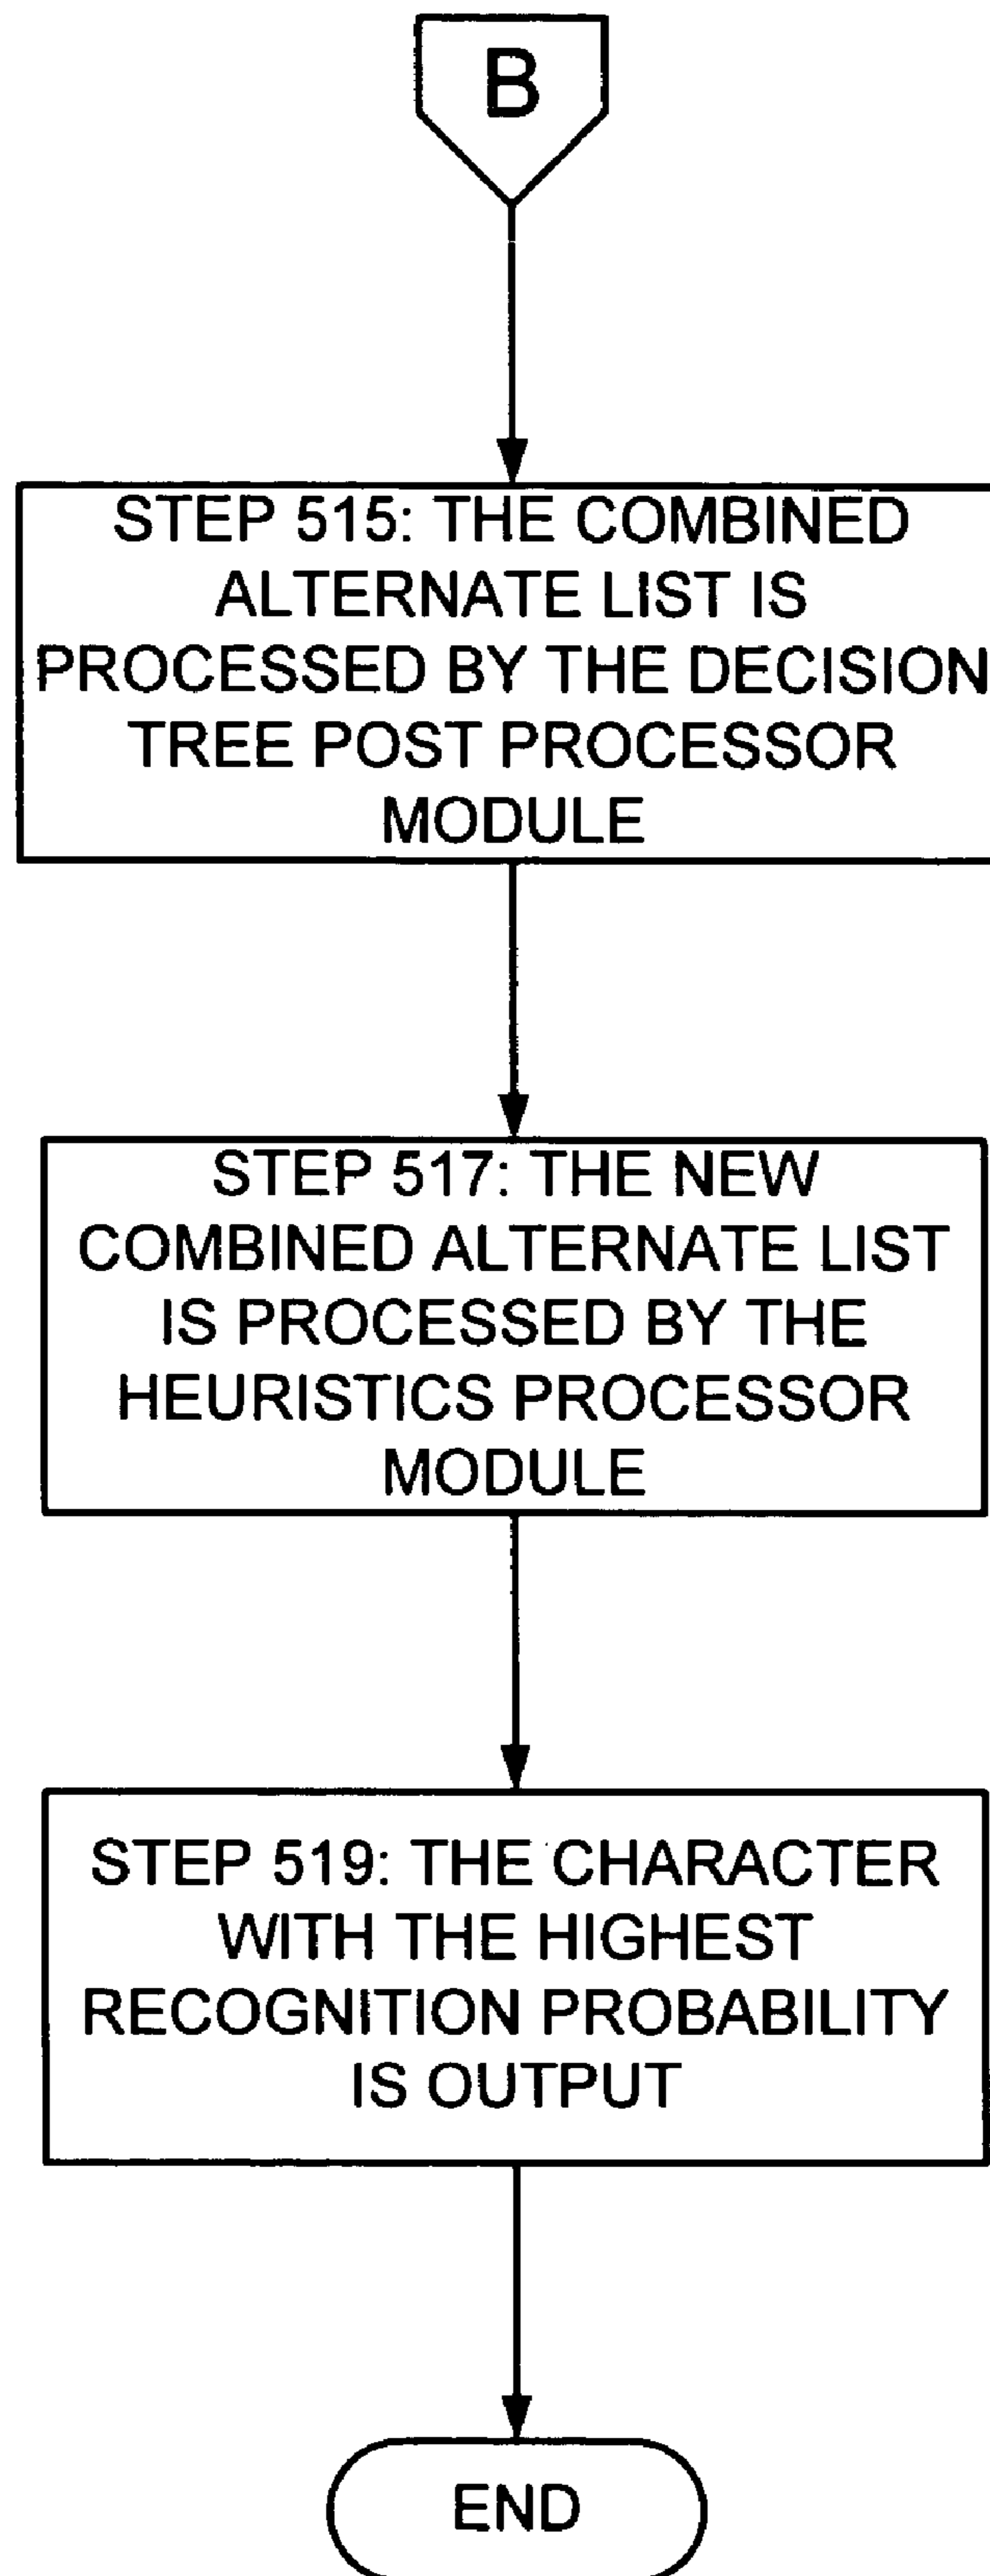 B
STEP 515: THE COMBINED
ALTERNATE LIST IS
PROCESSED BY THE DECISION
TREE POST PROCESSOR
MODULE
STEP 517: THE NEW
COMBINED ALTERNATE LIST
IS PROCESSED BY THE
HEURISTICS PROCESSOR
MODULE
STEP 519: THE CHARACTER
WITH THE HIGHEST
RECOGNITION PROBABILITY
IS OUTPUT
END